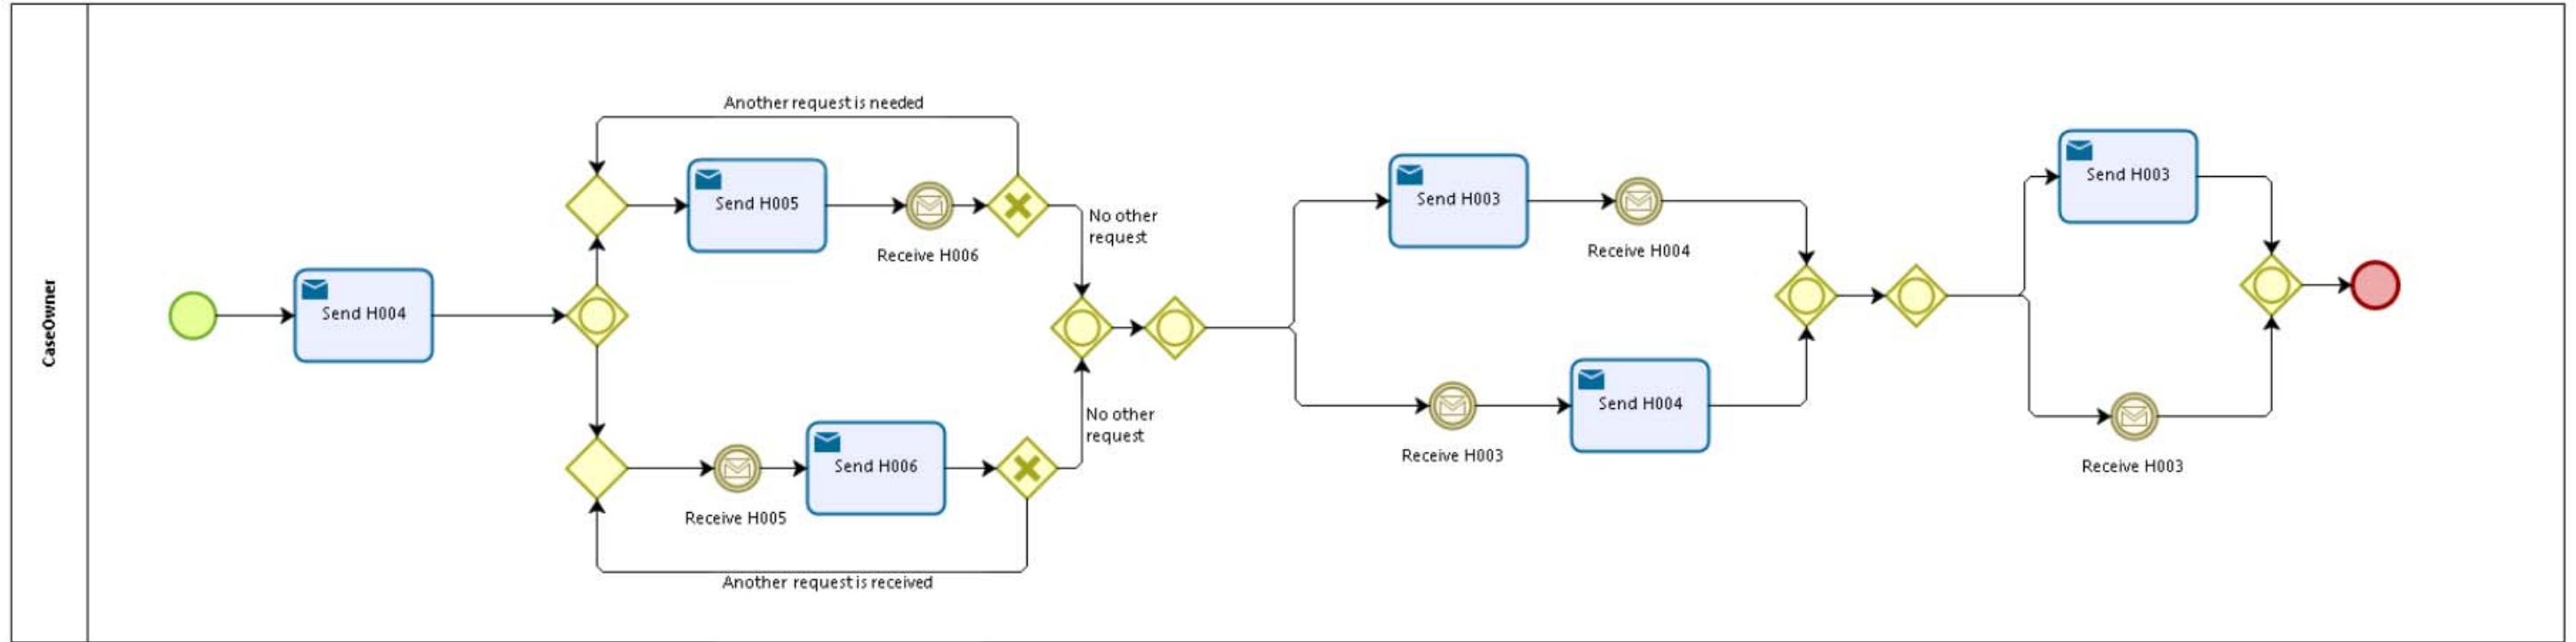 CaseOwner
Send H004
Another request is needed
Send H005
Receive H006
No other
request
Receive H005
Send H006
No other
request
Another request is received
Send H003
Receive H004
Receive H003
Send H004
Send H003
Receive H003